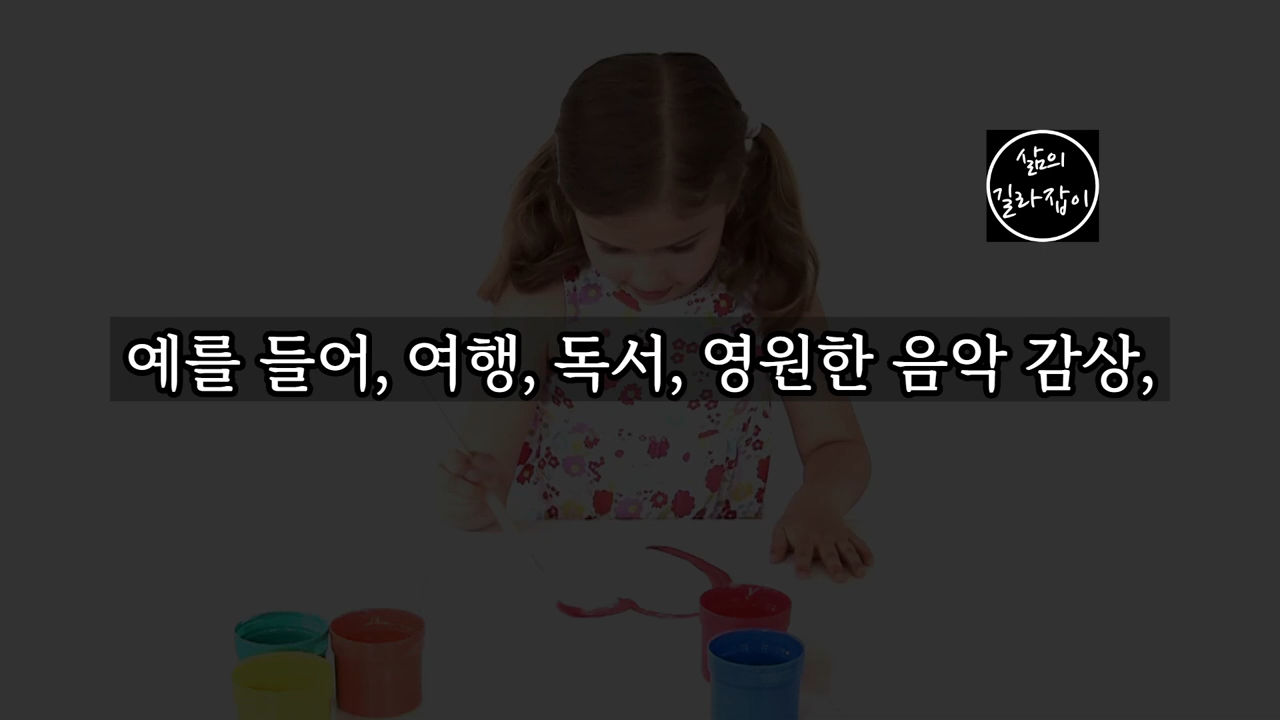 삶의
길라잡이
예를 들어, 여행, 독서, 영원한 음악 감상,